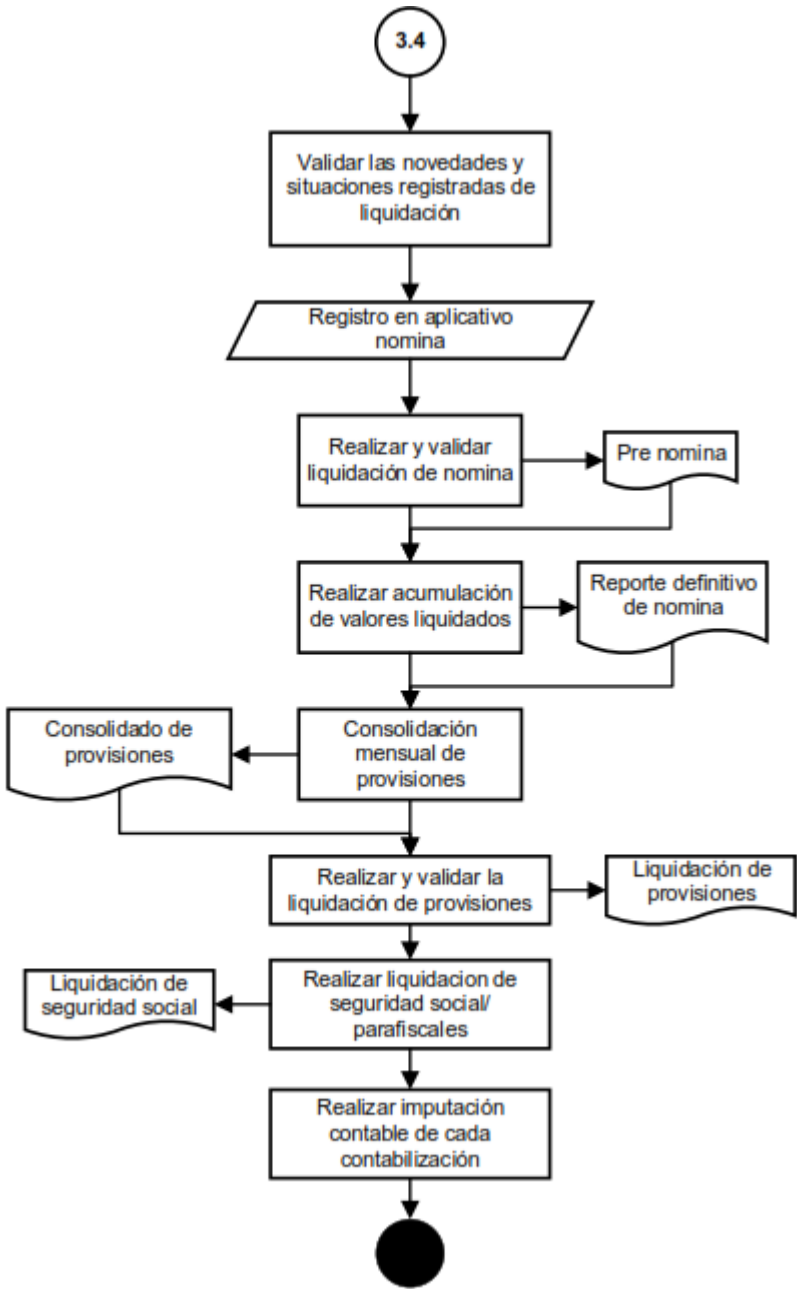 3.4
Validar las novedades y
situaciones registradas de
liquidación
Registro en aplicativo
nomina
Realizar y validar
liquidación de nomina
Pre nomina
Realizar acumulación
de valores liquidados
Reporte definitivo
de nomina
Consolidado de
provisiones
Consolidación
mensual de
provisiones
Realizar y validar la
liquidación de provisiones
Liquidación de
provisiones
Liquidación de
seguridad social
Realizar liquidacion de
seguridad social/
parafiscales
Realizar imputación
contable de cada
contabilización